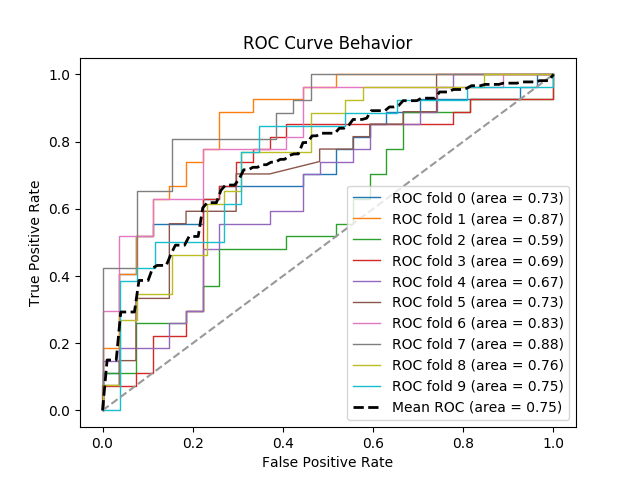 ROC Curve Behavior
True Positive Rate
1.0
0.8
0.6
0.4
0.2
0.0
ROC fold 0 (area = 0.73)
ROC fold 1 (area = 0.87)
ROC fold 2 (area = 0.59)
ROC fold 3 (area = 0.69)
ROC fold 4 (area = 0.67)
ROC fold 5 (area = 0.73)
ROC fold 6 (area = 0.83)
ROC fold 7 (area = 0.88)
ROC fold 8 (area = 0.76)
ROC fold 9 (area = 0.75)
Mean ROC (area = 0.75)
0.0 0.2 0.4 0.6 0.8 1.0
False Positive Rate